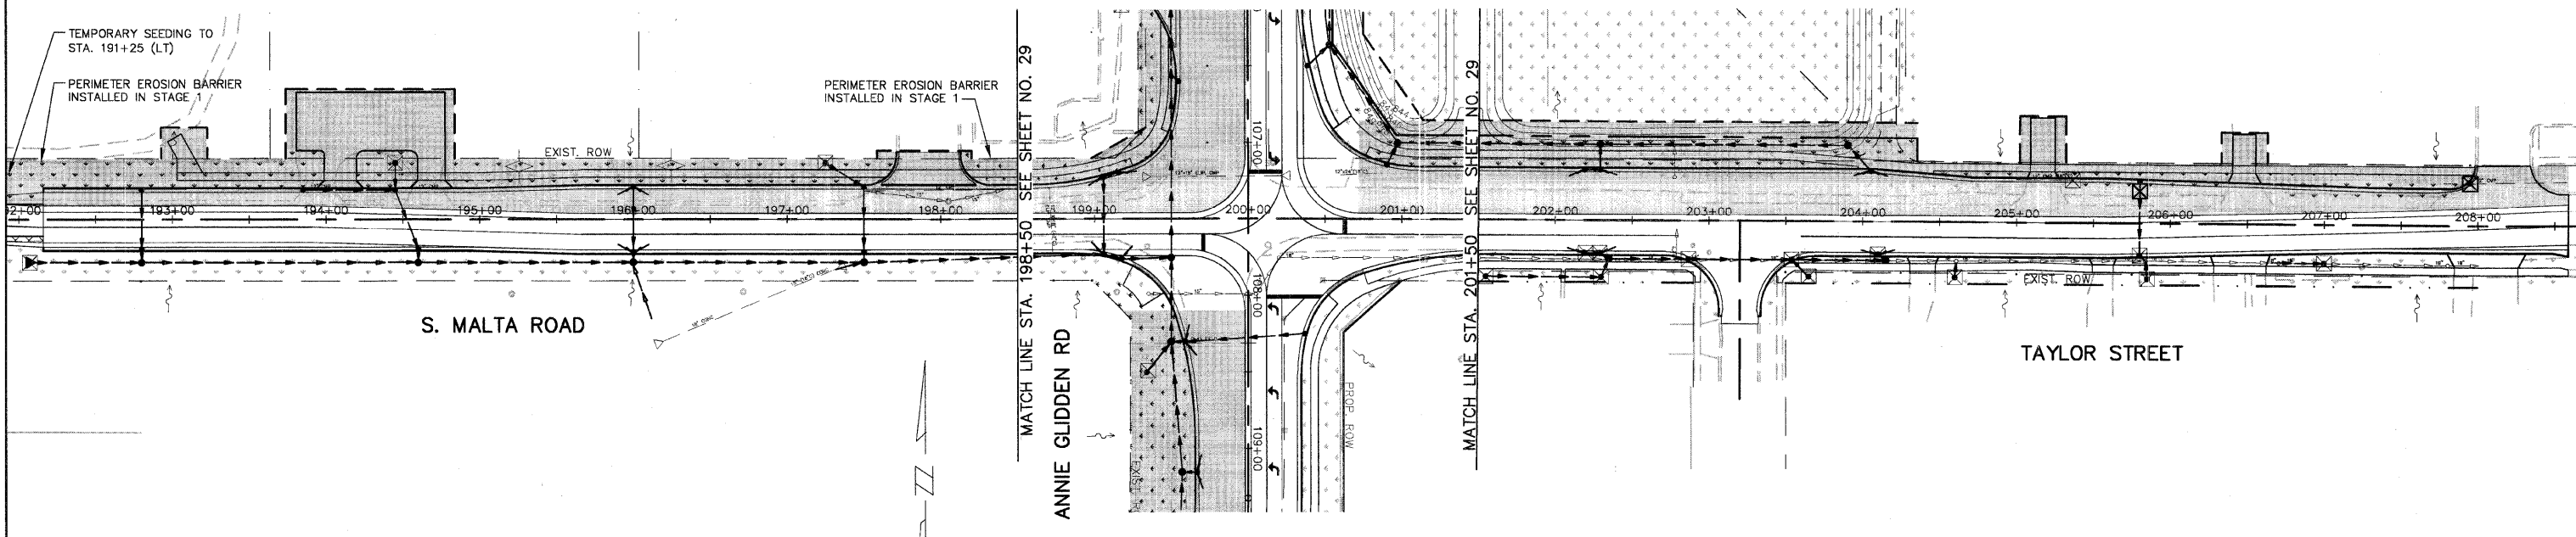 TEMPORARY SEEDING TO
STA. 191+25 (LT)
PERIMETER EROSION BARRIER
INSTALLED IN STAGE 1
EXIST. ROW
PERIMETER EROSION BARRIER
INSTALLED IN STAGE 1
MATCH LINE STA. 198+50 SEE SHEET NO. 29
MATCH LINE STA. 201+50 SEE SHEET NO. 29
193+00
194+00
195+00
196+00
197+00
198+00
199+00
200+00
201+00
202+00
203+00
204+00
205+00
206+00
207+00
208+00
107+00
108+00
109+00
S. MALTA ROAD
ANNIE GLIDDEN RD
PROP. ROW
EXIST. ROW
TAYLOR STREET